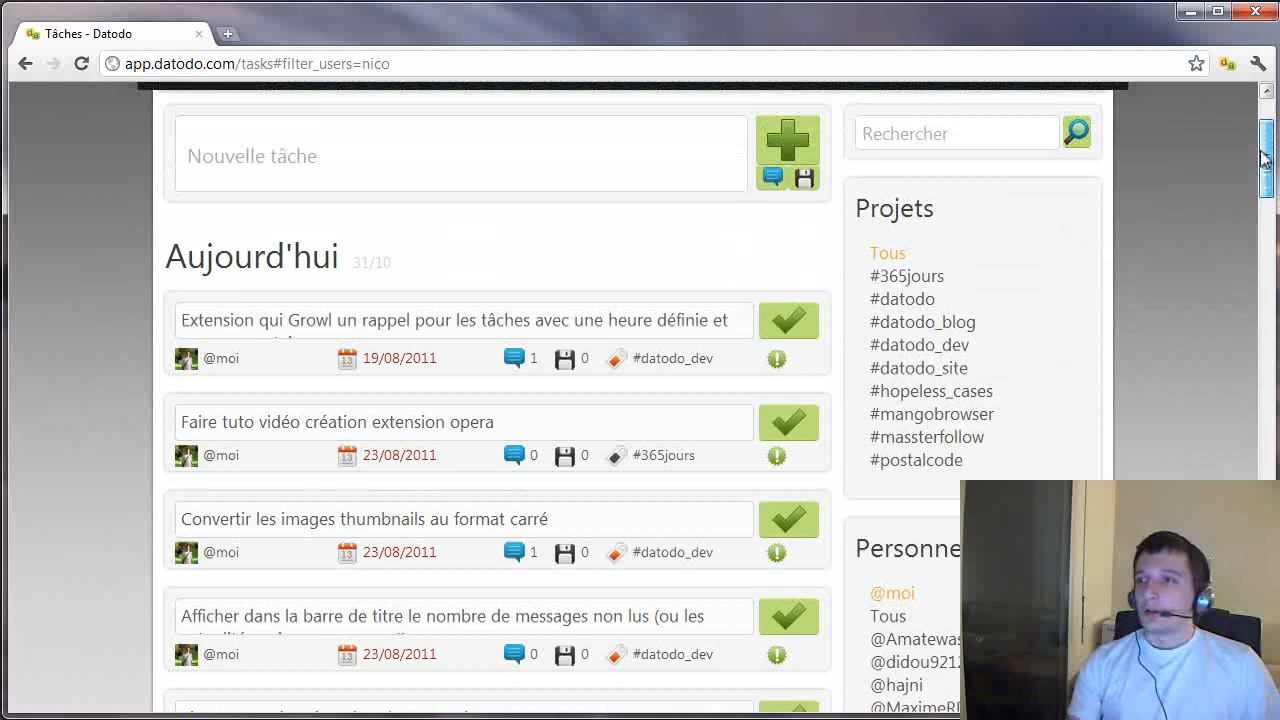 Tâches - Datodo
app.datodo.com/tasks#filter_users=nico
Nouvelle tâche
Rechercher
Aujourd'hui 31/10
Extension qui Growl un rappel pour les tâches avec une heure définie et
@moi 19/08/2011 1 0 #datodo_dev
Faire tuto vidéo création extension opera
@moi 23/08/2011 0 0 #365jours
Convertir les images thumbnails au format carré
@moi 23/08/2011 1 0 #datodo_dev
Afficher dans la barre de titre le nombre de messages non lus (ou les
@moi 23/08/2011 0 0 #datodo_dev
Projets
Tous
#365jours
#datodo
#datodo_blog
#datodo_dev
#datodo_site
#hopeless_cases
#mangobrowser
#massterfollow
#postalcode
Personne
@moi
Tous
@Amatewas
@didou9212
@hajni